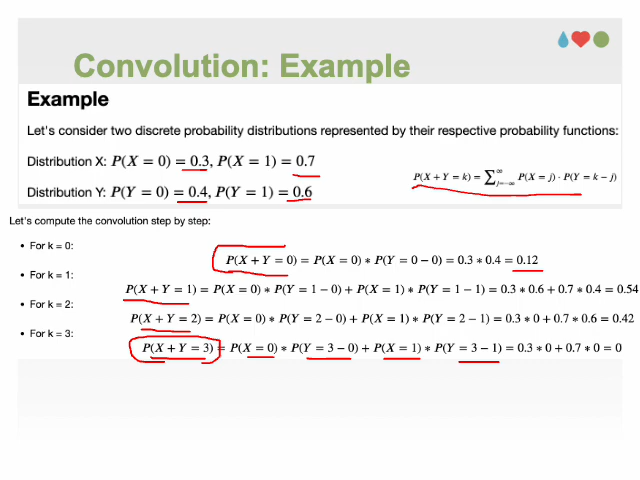 Convolution: Example
Example
Let's consider two discrete probability distributions represented by their respective probability functions:
Distribution X: P(X = 0) = 0.3, P(X = 1) = 0.7
P(X + Y = k) = ∑_{j=-∞}^{∞} P(X = j) · P(Y = k − j)
Distribution Y: P(Y = 0) = 0.4, P(Y = 1) = 0.6
Let's compute the convolution step by step:
• For k = 0:
P(X + Y = 0) = P(X = 0) * P(Y = 0 − 0) = 0.3 * 0.4 = 0.12
• For k = 1:
P(X + Y = 1) = P(X = 0) * P(Y = 1 − 0) + P(X = 1) * P(Y = 1 − 1) = 0.3 * 0.6 + 0.7 * 0.4 = 0.54
• For k = 2:
P(X + Y = 2) = P(X = 0) * P(Y = 2 − 0) + P(X = 1) * P(Y = 2 − 1) = 0.3 * 0 + 0.7 * 0.6 = 0.42
• For k = 3:
P(X + Y = 3) = P(X = 0) * P(Y = 3 − 0) + P(X = 1) * P(Y = 3 − 1) = 0.3 * 0 + 0.7 * 0 = 0